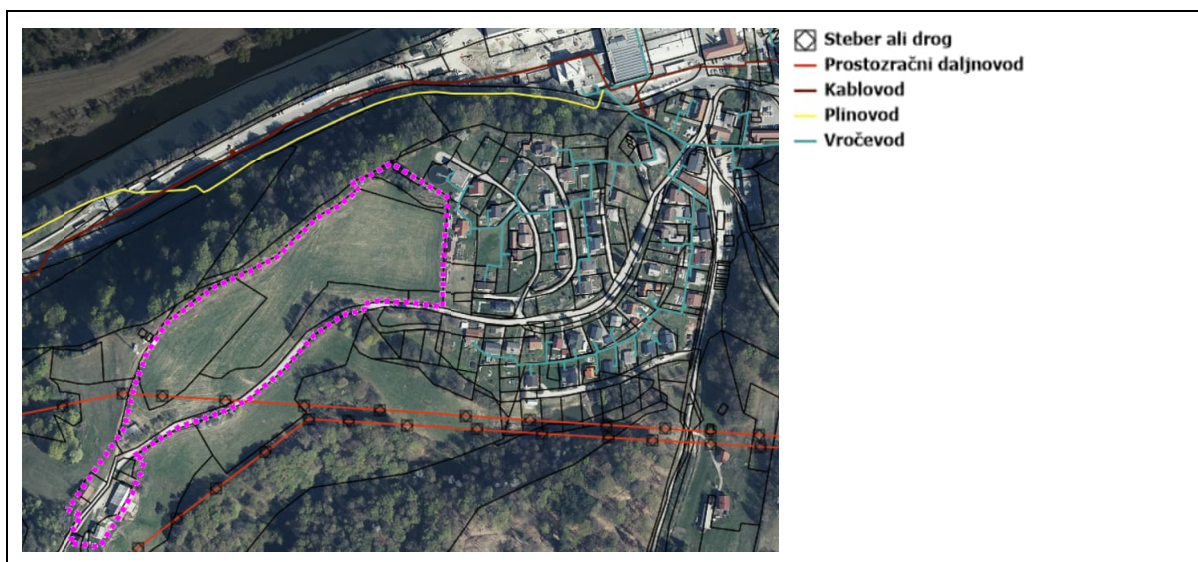 Steber ali drog
Prostozračni daljnovod
Kablovod
Plinovod
Vročevod